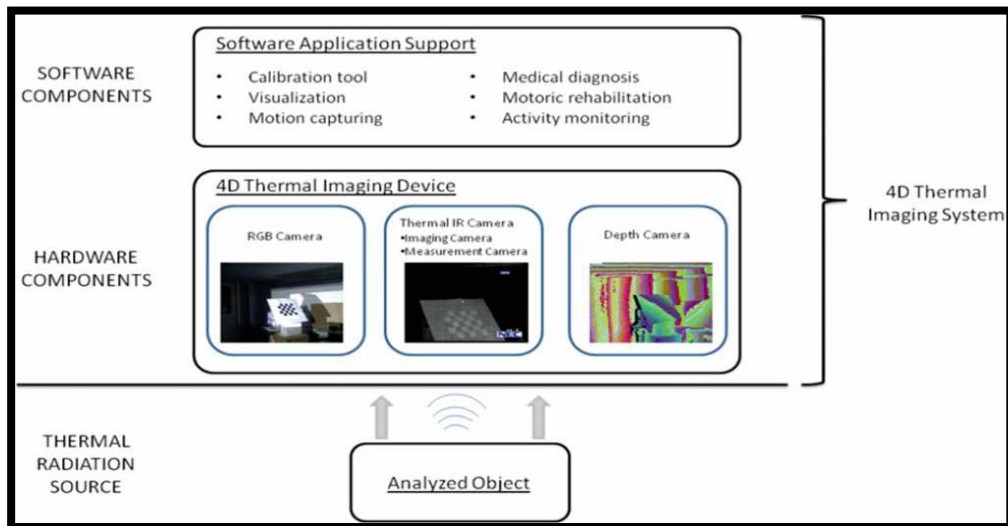 SOFTWARE
COMPONENTS
Software Application Support
• Calibration tool
• Visualization
• Motion capturing
• Medical diagnosis
• Motoric rehabilitation
• Activity monitoring
HARDWARE
COMPONENTS
4D Thermal Imaging Device
RGB Camera
Thermal IR Camera
•Imaging Camera
•Measurement Camera
Depth Camera
4D Thermal
Imaging System
THERMAL
RADIATION
SOURCE
Analyzed Object